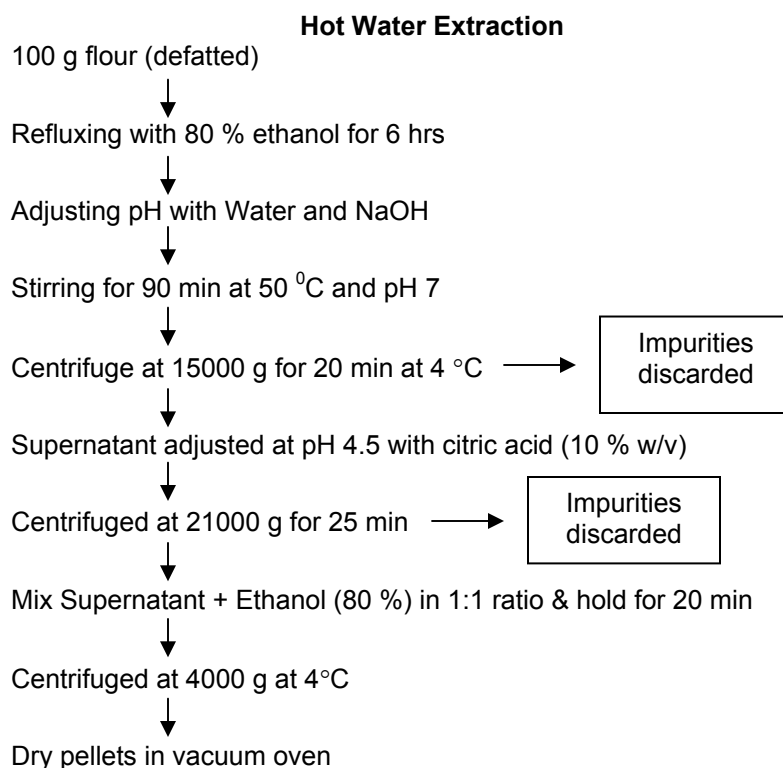 Hot Water Extraction
100 g flour (defatted)
Refluxing with 80 % ethanol for 6 hrs
Adjusting pH with Water and NaOH
Stirring for 90 min at 50 ⁰C and pH 7
Centrifuge at 15000 g for 20 min at 4 °C
Impurities
discarded
Supernatant adjusted at pH 4.5 with citric acid (10 % w/v)
Centrifuged at 21000 g for 25 min
Impurities
discarded
Mix Supernatant + Ethanol (80 %) in 1:1 ratio & hold for 20 min
Centrifuged at 4000 g at 4°C
Dry pellets in vacuum oven